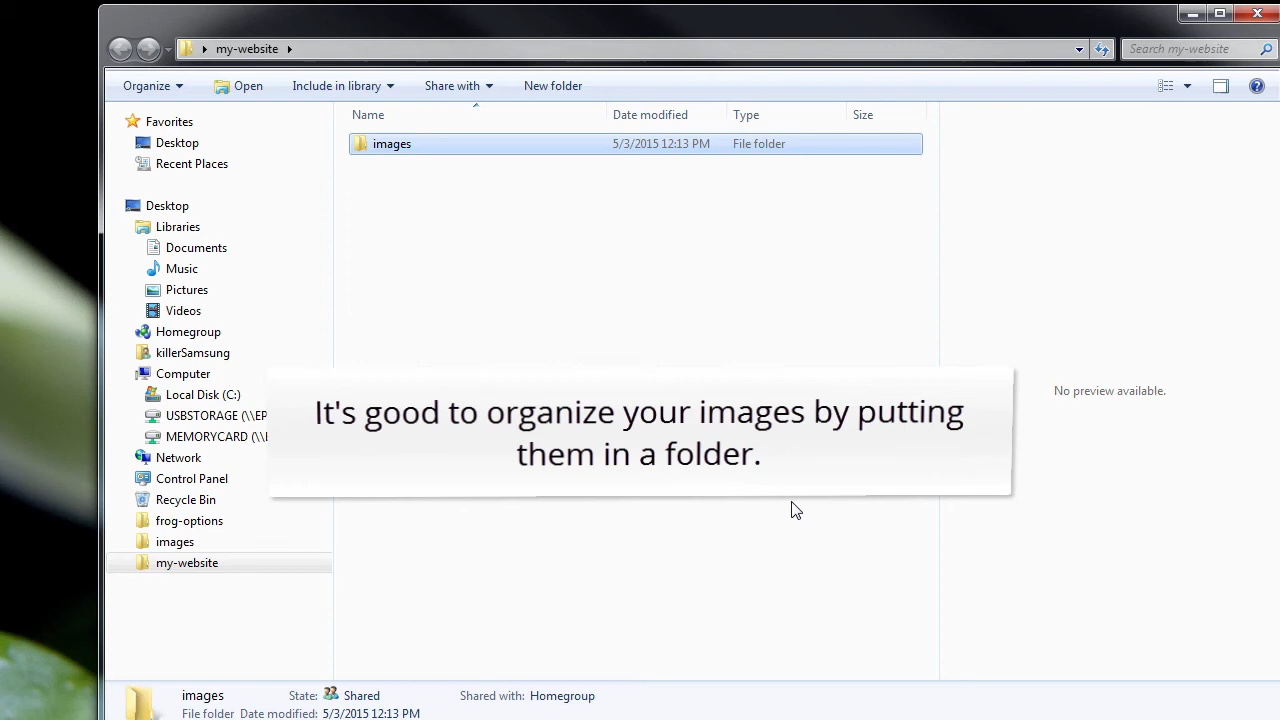 my-website
Search my-website
Organize
Open
Include in library
Share with
New folder
Name
Date modified
Type
Size
images
5/3/2015 12:13 PM
File folder
Favorites
Desktop
Recent Places
Desktop
Libraries
Documents
Music
Pictures
Videos
Homegroup
killerSamsung
Computer
Local Disk (C:)
USBSTORAGE (\\EP
MEMORYCARD (\\
Network
Control Panel
Recycle Bin
frog-options
images
my-website
No preview available.
It's good to organize your images by putting
them in a folder.
images State: Shared Shared with: Homegroup
File folder Date modified: 5/3/2015 12:13 PM